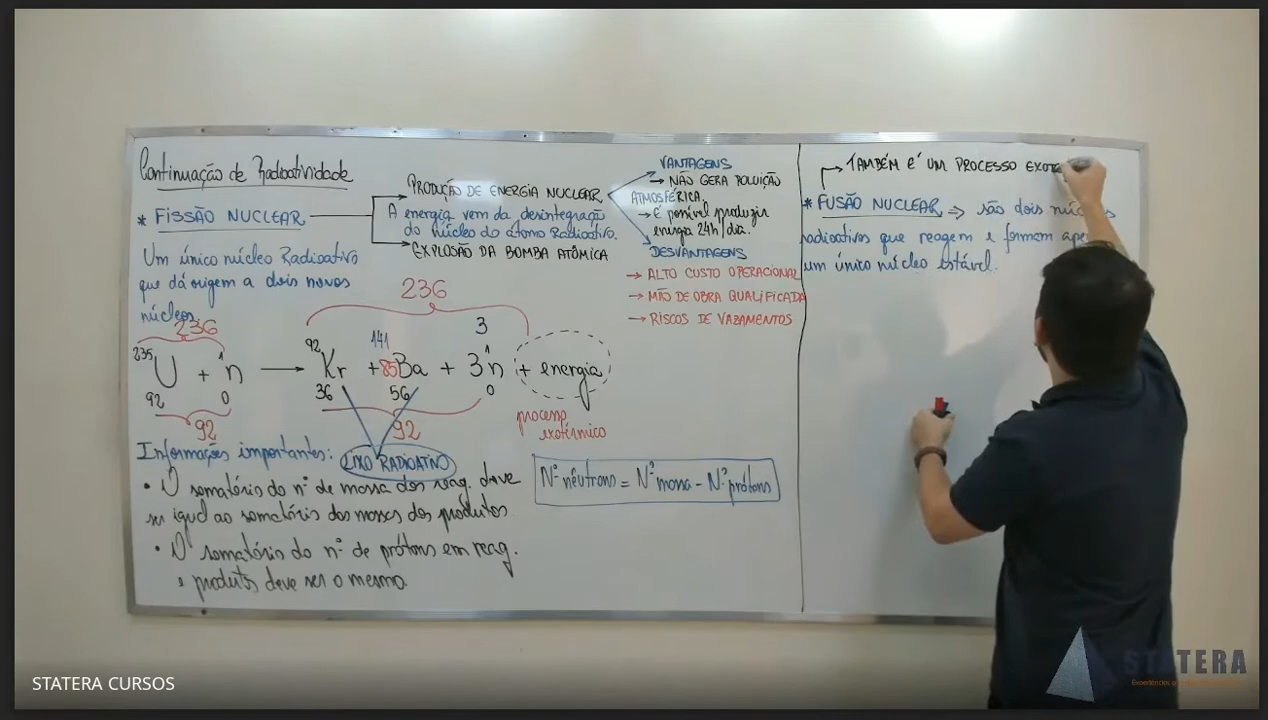 Continuação de Radioatividade
* FISSÃO NUCLEAR
Um único núcleo Radioativo
que dá origem a dois novos
núcleos.
PRODUÇÃO DE ENERGIA NUCLEAR
A energia vem da desintegração
do núcleo do átomo Radioativo.
EXPLOSÃO DA BOMBA ATÔMICA
VANTAGENS
→ NÃO GERA POLUIÇÃO
ATMOSFÉRICA.
→ É possível produzir
energia 24h/dia.
DESVANTAGENS
→ ALTO CUSTO OPERACIONAL
→ MÃO DE OBRA QUALIFICADA
→ RISCOS DE VAZAMENTOS
236 236
235 1 92 141 3 1
U + n → Kr + 85 Ba + 3 n + energia
92 0 36 56 0
92 92
processo
exotérmico
LIXO RADIOATIVO
Informações importantes:
• O somatório do nº de massa dos reag. deve
ser igual ao somatório das massas dos produtos
• O somatório do nº de prótons em reag.
e produts deve ser o mesmo.
Nº nêutrons = Nº massa - Nº prótons
→ TAMBÉM É UM PROCESSO
* FUSÃO NUCLEAR ⇒ são dois
radioativos que reagem e formem
um único núcleo estável.
STATERA CURSOS
STATERA